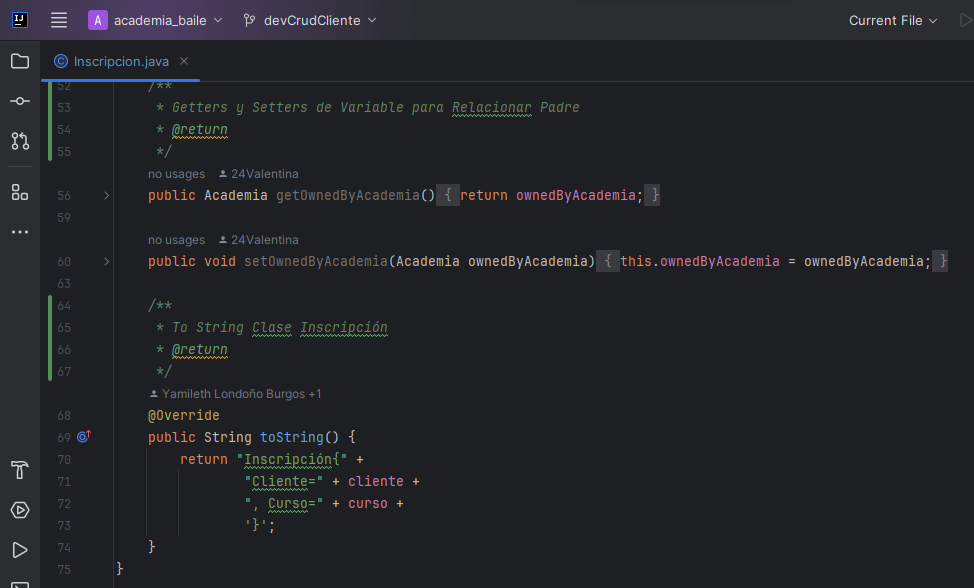 IJ
A academia_baile devCrudCliente Current File
Inscripcion.java
52 /**
53 * Getters y Setters de Variable para Relacionar Padre
54 * @return
55 */
no usages 24Valentina
56 public Academia getOwnedByAcademia() { return ownedByAcademia; }
59
no usages 24Valentina
60 public void setOwnedByAcademia(Academia ownedByAcademia) { this.ownedByAcademia = ownedByAcademia; }
63
64 /**
65 * To String Clase Inscripción
66 * @return
67 */
Yamileth Londoño Burgos +1
68 @Override
69 public String toString() {
70 return "Inscripción{" +
71 "Cliente=" + cliente +
72 ", Curso=" + curso +
73 '}';
74 }
75 }